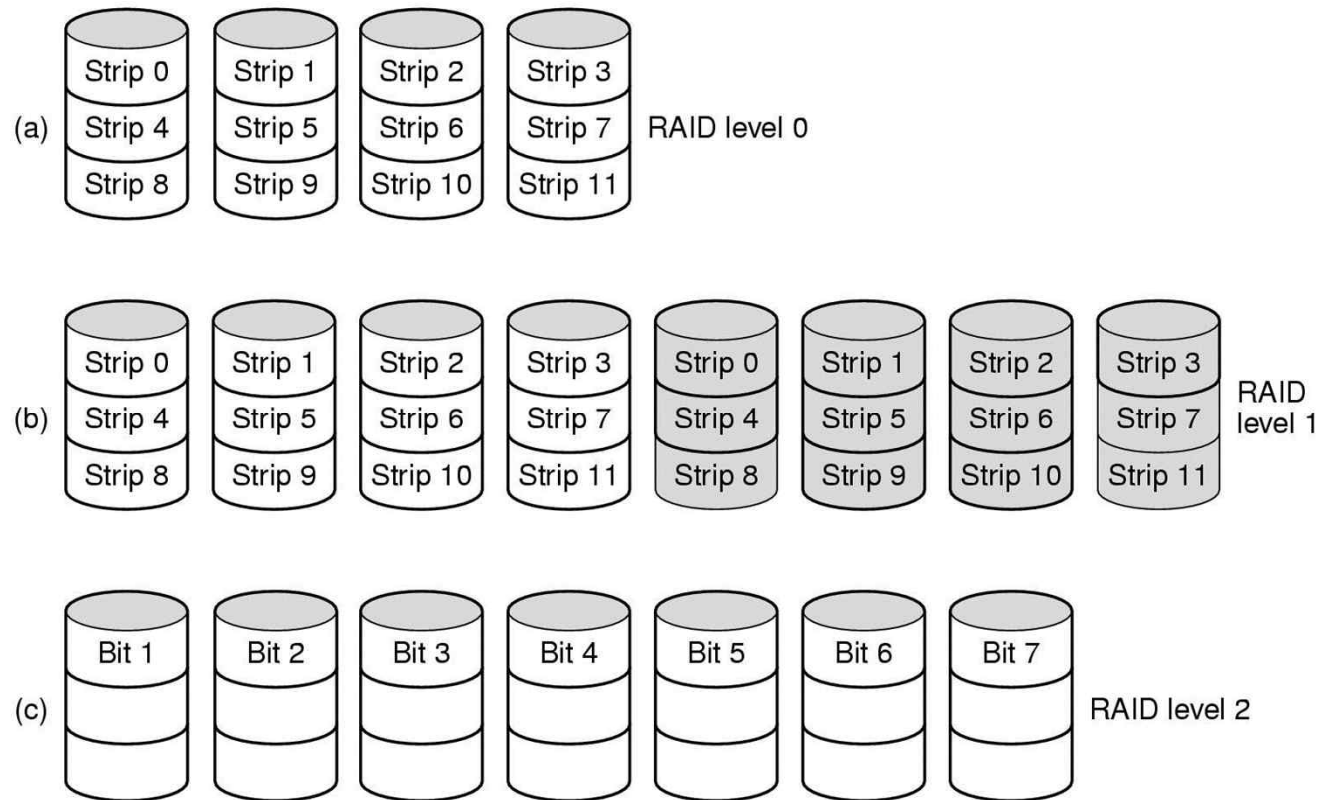 Strip 0 Strip 1 Strip 2 Strip 3
(a) Strip 4 Strip 5 Strip 6 Strip 7 RAID level 0
Strip 8 Strip 9 Strip 10 Strip 11
Strip 0 Strip 1 Strip 2 Strip 3 Strip 0 Strip 1 Strip 2 Strip 3
(b) Strip 4 Strip 5 Strip 6 Strip 7 Strip 4 Strip 5 Strip 6 Strip 7 RAID
level 1
Strip 8 Strip 9 Strip 10 Strip 11 Strip 8 Strip 9 Strip 10 Strip 11
Bit 1 Bit 2 Bit 3 Bit 4 Bit 5 Bit 6 Bit 7
(c) RAID level 2